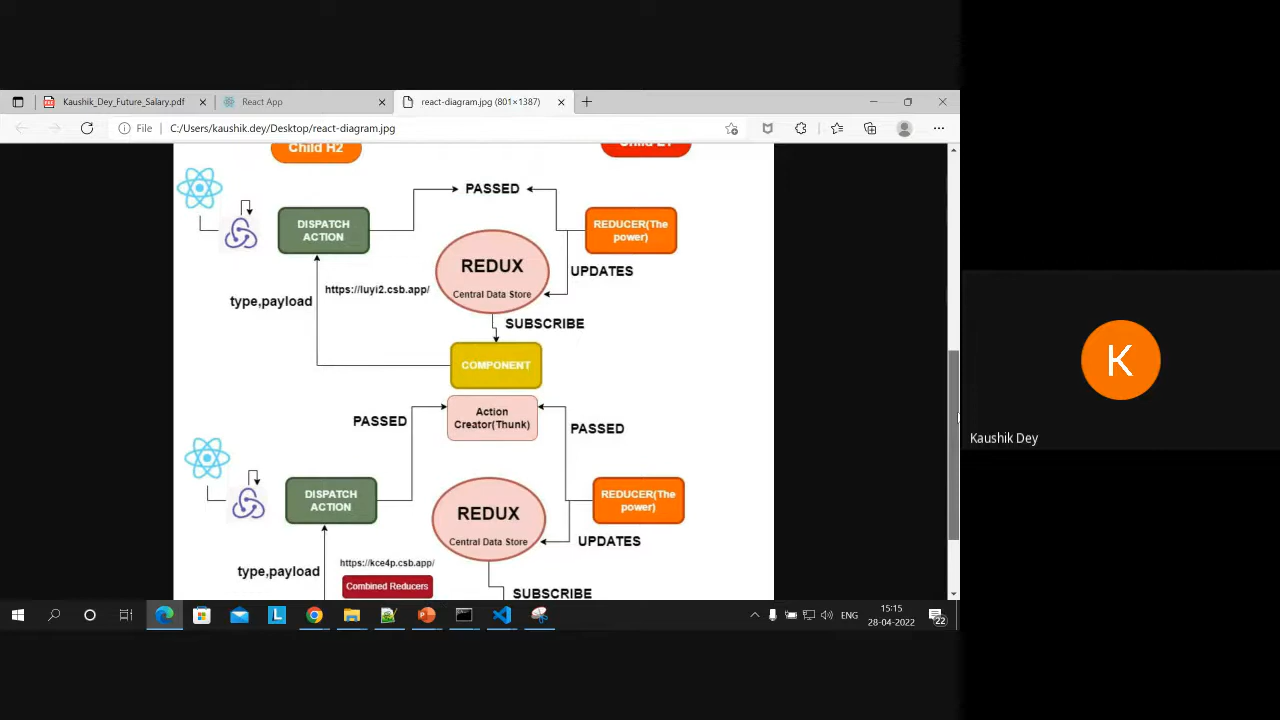 Kaushik_Dey_Future_Salary.pdf
React App
react-diagram.jpg (801×1387)
File
C:/Users/kaushik.dey/Desktop/react-diagram.jpg
Child H2
PASSED
DISPATCH
ACTION
REDUCER(The
power)
REDUX
Central Data Store
UPDATES
type,payload
https://luyi2.csb.app/
SUBSCRIBE
COMPONENT
Action
Creator(Thunk)
PASSED
PASSED
DISPATCH
ACTION
REDUX
Central Data Store
REDUCER(The
power)
UPDATES
type,payload
https://kce4p.csb.app/
Combined Reducers
SUBSCRIBE
K
Kaushik Dey
L
ENG
15:15
28-04-2022
22